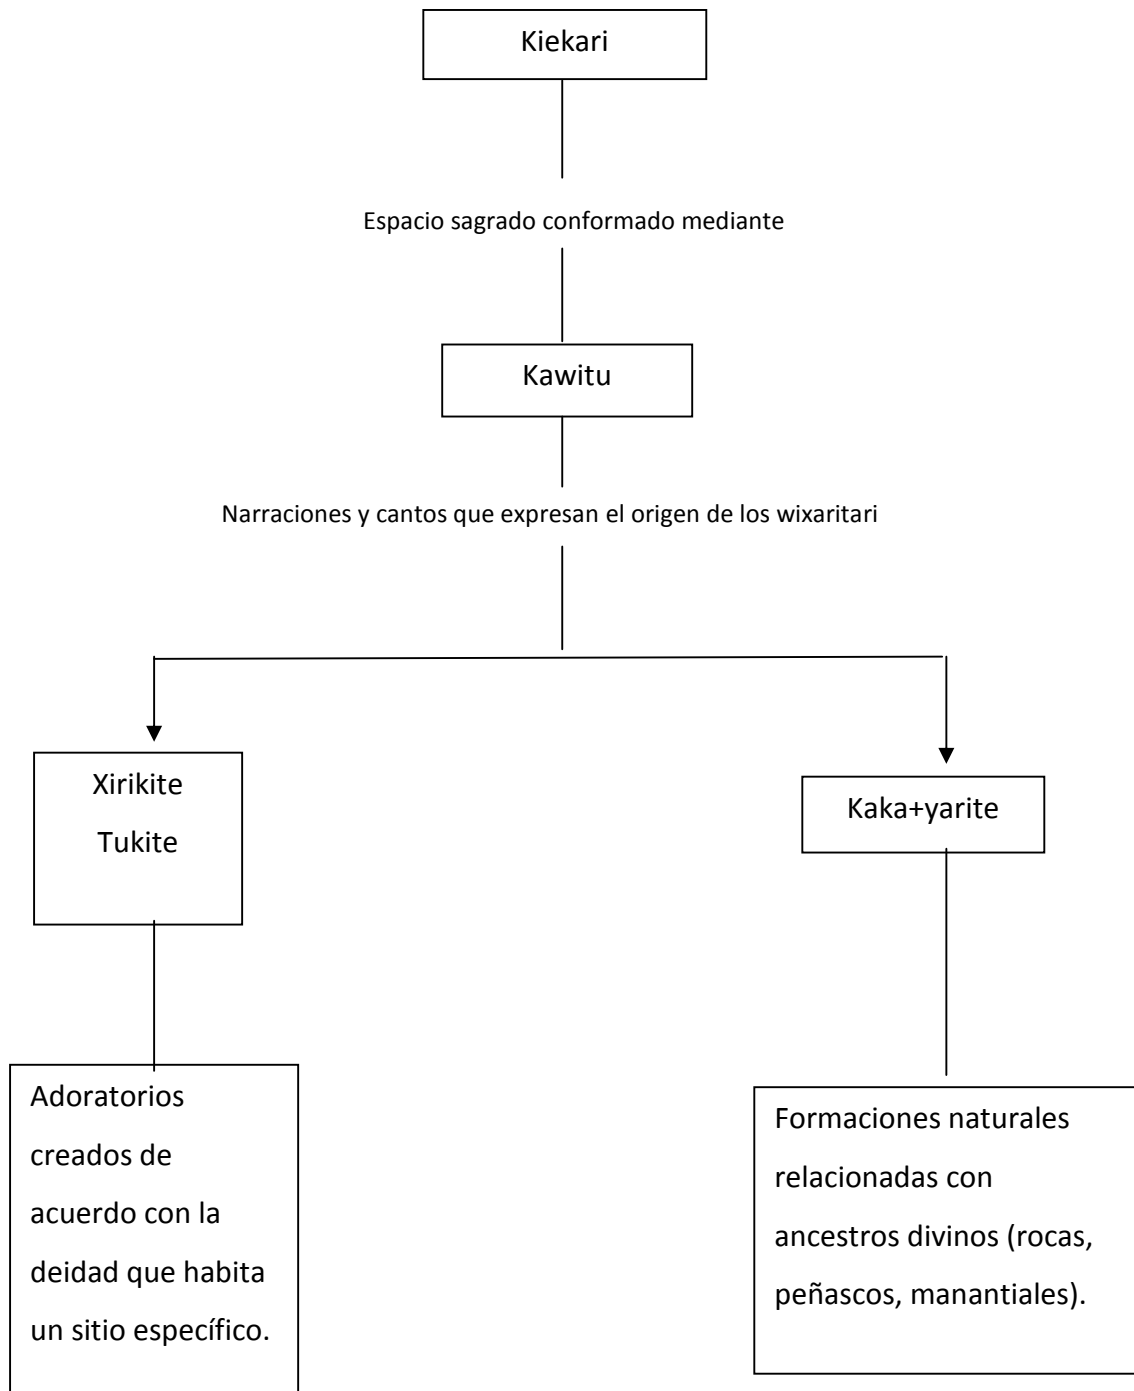 Kiekari
Espacio sagrado conformado mediante
Kawitu
Narraciones y cantos que expresan el origen de los wixaritari
Xirikite
Tukite
Kaka+yarite
Adoratorios
creados de
acuerdo con la
deidad que habita
un sitio específico.
Formaciones naturales
relacionadas con
ancestros divinos (rocas,
peñascos, manantiales).